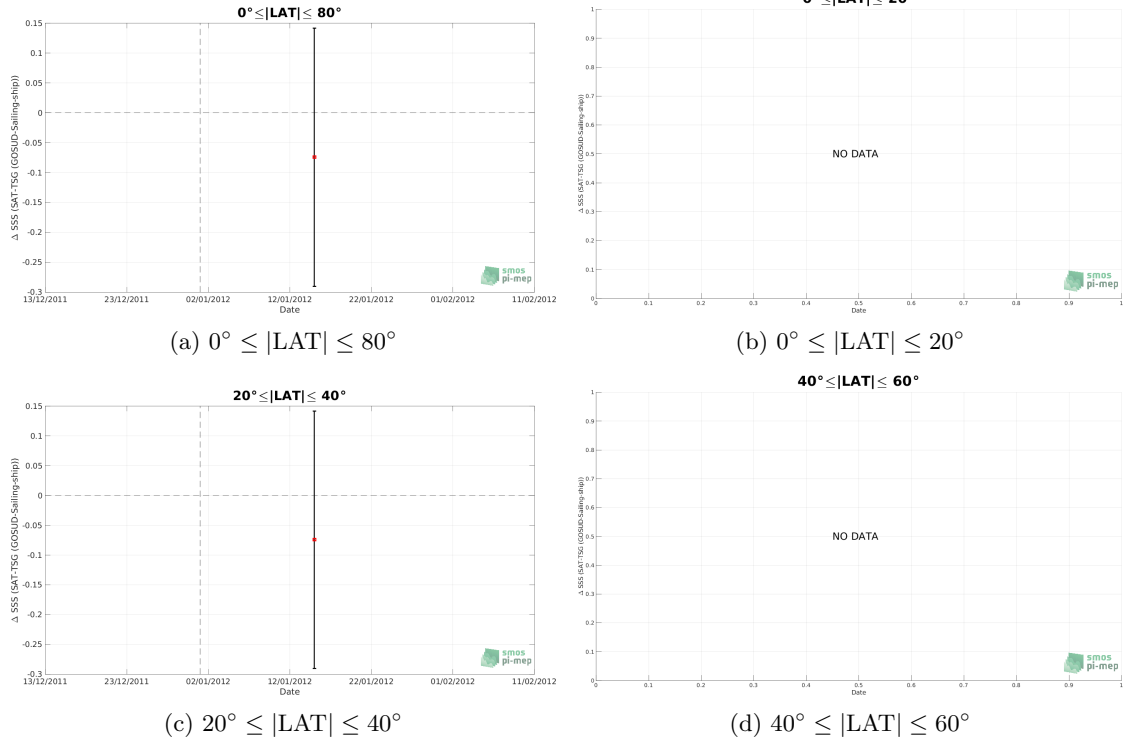 0°≤|LAT|≤ 80°
0.15
0.1
0.05
0
-0.05
-0.1
-0.15
-0.2
-0.25
-0.3
Δ SSS (SAT-TSG (GOSUD-Sailing-ship))
13/12/2011 23/12/2011 02/01/2012 12/01/2012 22/01/2012 01/02/2012 11/02/2012
Date
smos
pi-mep
(a) 0° ≤ |LAT| ≤ 80°
0°≤|LAT|≤ 20°
1
0.9
0.8
0.7
0.6
0.5
0.4
0.3
0.2
0.1
0
Δ SSS (SAT-TSG (GOSUD-Sailing-ship))
NO DATA
0 0.1 0.2 0.3 0.4 0.5 0.6 0.7 0.8 0.9 1
Date
smos
pi-mep
(b) 0° ≤ |LAT| ≤ 20°
20°≤|LAT|≤ 40°
0.15
0.1
0.05
0
-0.05
-0.1
-0.15
-0.2
-0.25
-0.3
Δ SSS (SAT-TSG (GOSUD-Sailing-ship))
13/12/2011 23/12/2011 02/01/2012 12/01/2012 22/01/2012 01/02/2012 11/02/2012
Date
smos
pi-mep
(c) 20° ≤ |LAT| ≤ 40°
40°≤|LAT|≤ 60°
1
0.9
0.8
0.7
0.6
0.5
0.4
0.3
0.2
0.1
0
Δ SSS (SAT-TSG (GOSUD-Sailing-ship))
NO DATA
0 0.1 0.2 0.3 0.4 0.5 0.6 0.7 0.8 0.9 1
Date
smos
pi-mep
(d) 40° ≤ |LAT| ≤ 60°